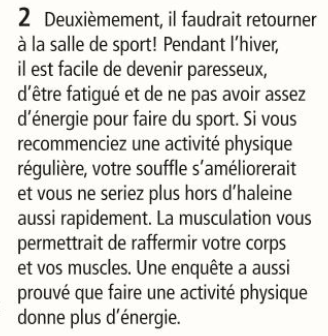 2 Deuxièmement, il faudrait retourner
à la salle de sport! Pendant l'hiver,
il est facile de devenir paresseux,
d'être fatigué et de ne pas avoir assez
d'énergie pour faire du sport. Si vous
recommenciez une activité physique
régulière, votre souffle s'améliorerait
et vous ne seriez plus hors d'haleine
aussi rapidement. La musculation vous
permettrait de raffermir votre corps
et vos muscles. Une enquête a aussi
prouvé que faire une activité physique
donne plus d'énergie.